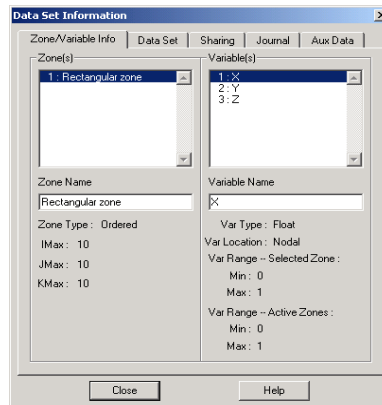 Data Set Information
Zone/Variable Info Data Set Sharing Journal Aux Data
Zone(s)
1 : Rectangular zone
Zone Name
Rectangular zone
Zone Type : Ordered
IMax : 10
JMax : 10
KMax : 10
Variable(s)
1 : X
2 : Y
3 : Z
Variable Name
X
Var Type : Float
Var Location : Nodal
Var Range -- Selected Zone :
Min : 0
Max : 1
Var Range -- Active Zones :
Min : 0
Max : 1
Close Help